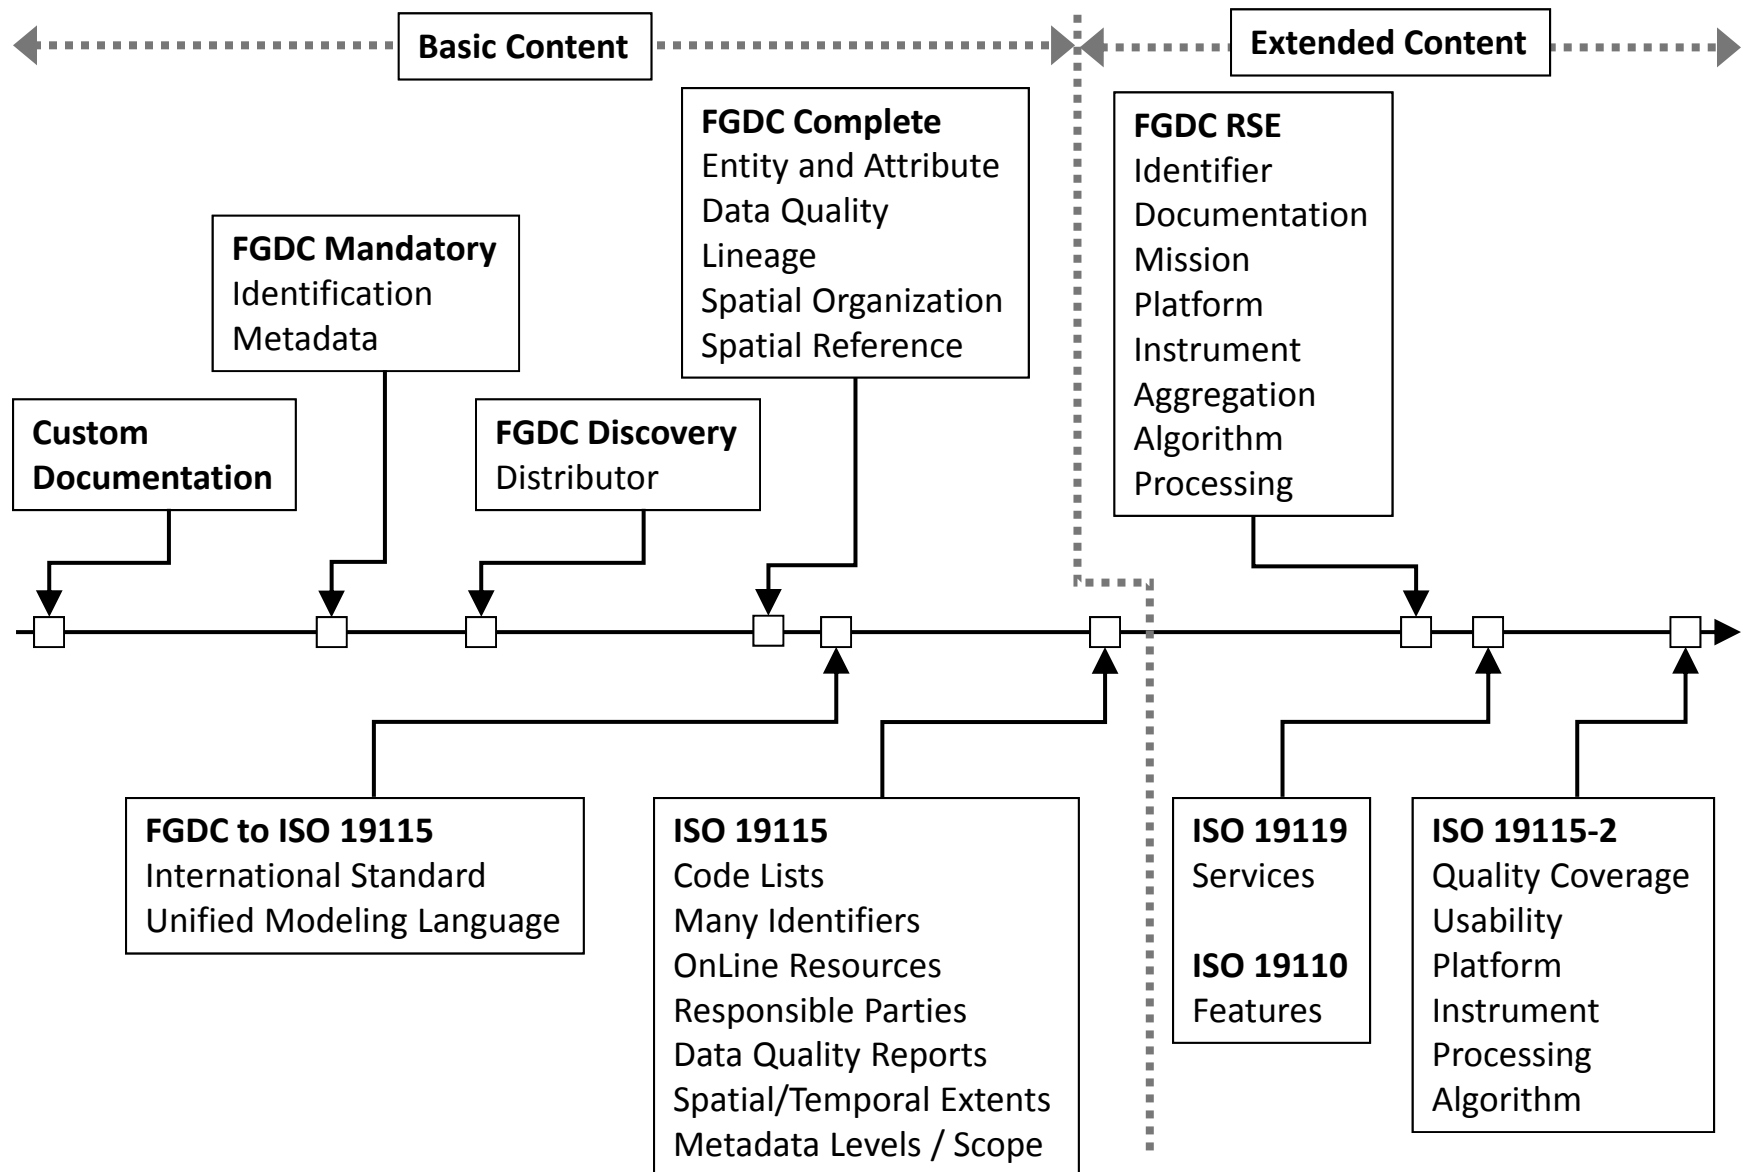 Basic Content
Extended Content
FGDC Complete
Entity and Attribute
Data Quality
Lineage
Spatial Organization
Spatial Reference
FGDC RSE
Identifier
Documentation
Mission
Platform
Instrument
Aggregation
Algorithm
Processing
FGDC Mandatory
Identification
Metadata
Custom
Documentation
FGDC Discovery
Distributor
FGDC to ISO 19115
International Standard
Unified Modeling Language
ISO 19115
Code Lists
Many Identifiers
OnLine Resources
Responsible Parties
Data Quality Reports
Spatial/Temporal Extents
Metadata Levels / Scope
ISO 19119
Services
ISO 19110
Features
ISO 19115-2
Quality Coverage
Usability
Platform
Instrument
Processing
Algorithm